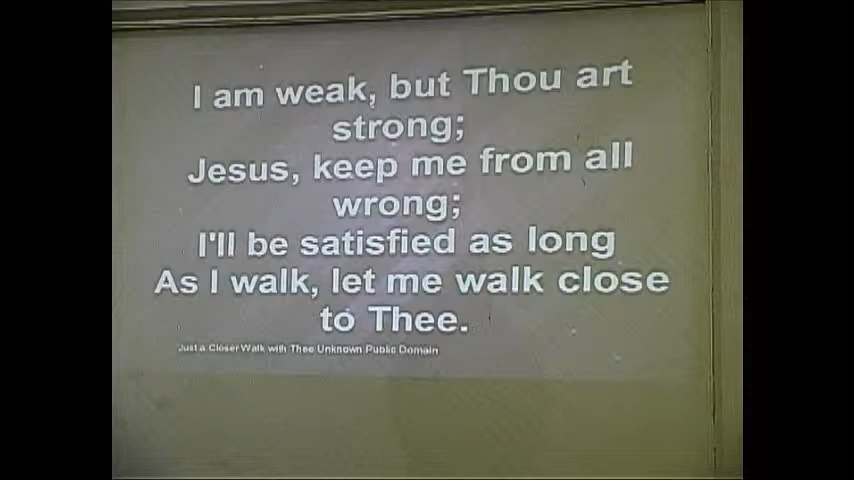 I am weak, but Thou art
strong;
Jesus, keep me from all
wrong;
I'll be satisfied as long
As I walk, let me walk close
to Thee.
Just a Closer Walk with Thee Unknown Public Domain